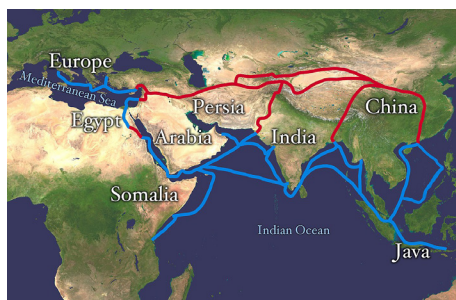 Europe
Mediterranean Sea
Egypt
Arabia
Persia
India
China
Somalia
Indian Ocean
Java